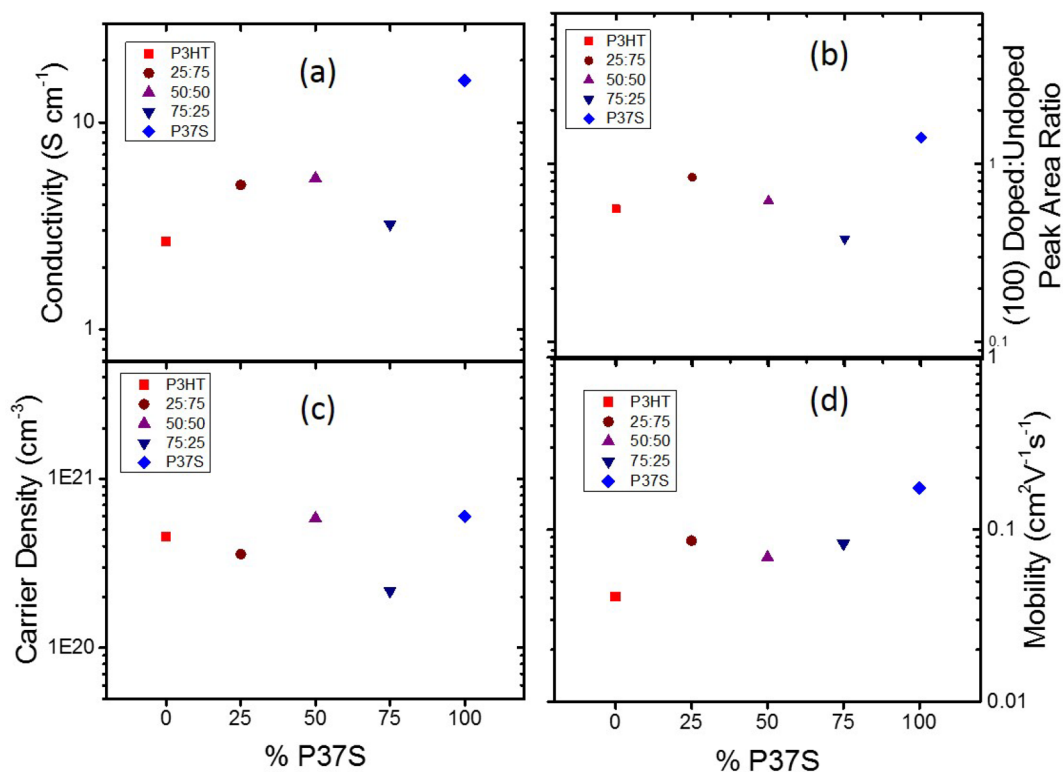 Conductivity (S cm-1)
10
1
P3HT
25:75
50:50
75:25
P37S
(a)
P3HT
25:75
50:50
75:25
P37S
(b)
1
0.1
(100) Doped:Undoped
Peak Area Ratio
Carrier Density (cm-3)
1E21
1E20
P3HT
25:75
50:50
75:25
P37S
(c)
0 25 50 75 100
% P37S
P3HT
25:75
50:50
75:25
P37S
(d)
1
0.1
0.01
Mobility (cm2V-1s-1)
0 25 50 75 100
% P37S